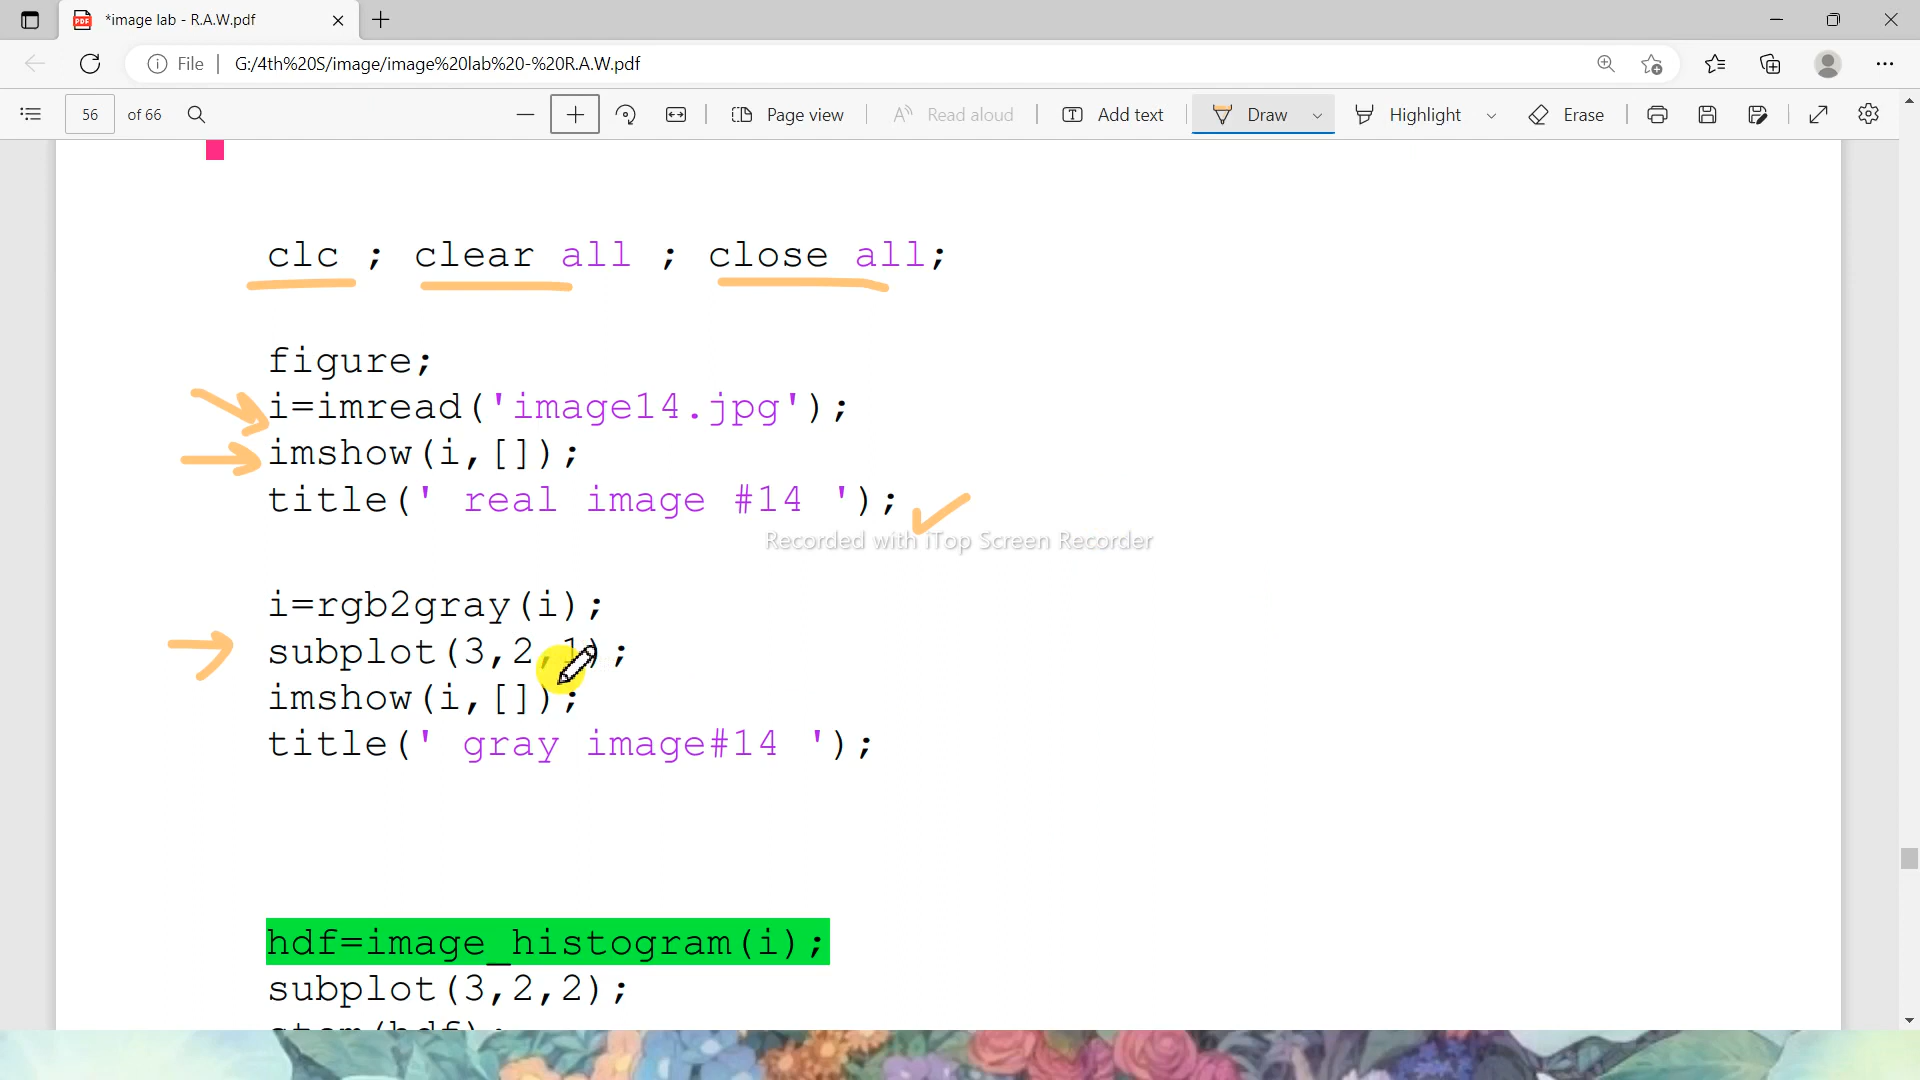 *image lab - R.A.W.pdf
File
G:/4th%20S/image/image%20lab%20-%20R.A.W.pdf
56 of 66
Page view
Read aloud
Add text
Draw
Highlight
Erase
clc ; clear all ; close all;
figure;
i=imread('image14.jpg');
imshow(i,[]);
title(' real image #14 ');
Recorded with iTop Screen Recorder
i=rgb2gray(i);
subplot(3,2,1);
imshow(i,[]);
title(' gray image#14 ');
hdf=image_histogram(i);
subplot(3,2,2);
stem(hdf);